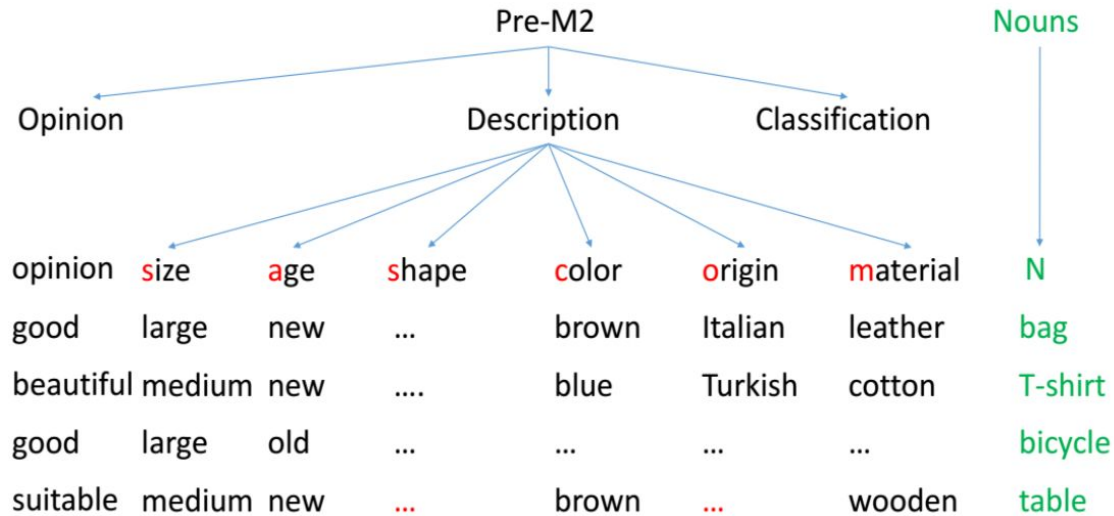 Pre-M2 Nouns
Opinion Description Classification
opinion size age shape color origin material N
good large new ... brown Italian leather bag
beautiful medium new .... blue Turkish cotton T-shirt
good large old ... ... ... ... bicycle
suitable medium new ... brown ... wooden table